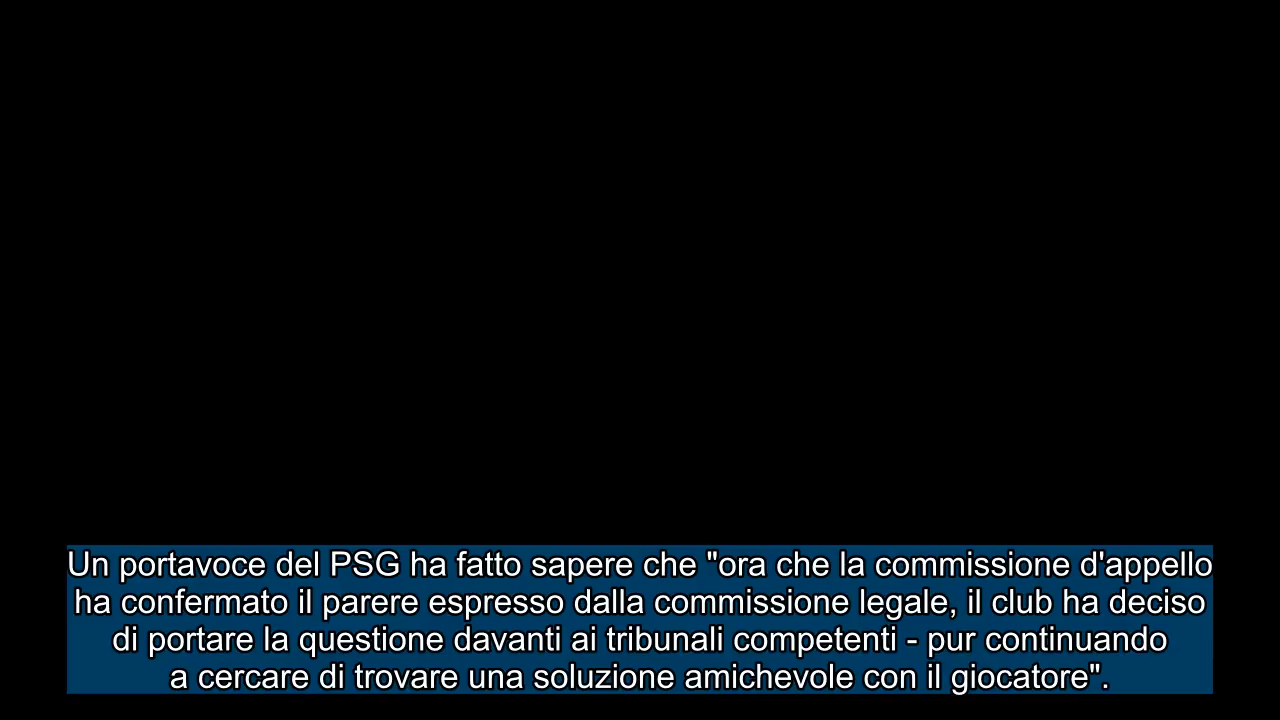 Un portavoce del PSG ha fatto sapere che "ora che la commissione d'appello
ha confermato il parere espresso dalla commissione legale, il club ha deciso
di portare la questione davanti ai tribunali competenti - pur continuando
a cercare di trovare una soluzione amichevole con il giocatore".